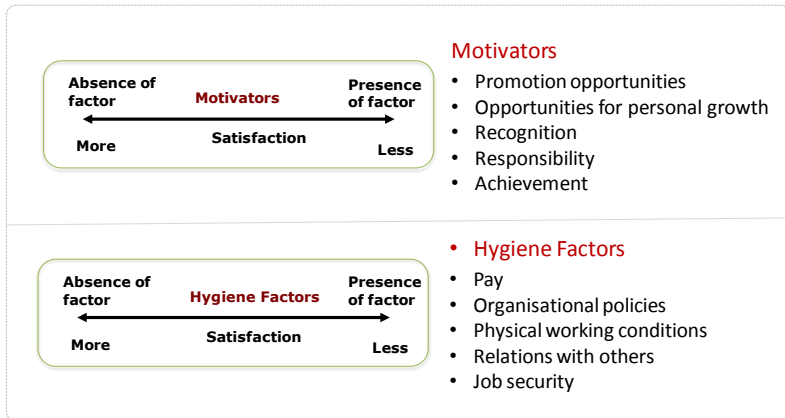 Motivators
Absence of factor
Motivators
Presence of factor
More
Satisfaction
Less
• Promotion opportunities
• Opportunities for personal growth
• Recognition
• Responsibility
• Achievement
• Hygiene Factors
Absence of factor
Hygiene Factors
Presence of factor
More
Satisfaction
Less
• Pay
• Organisational policies
• Physical working conditions
• Relations with others
• Job security